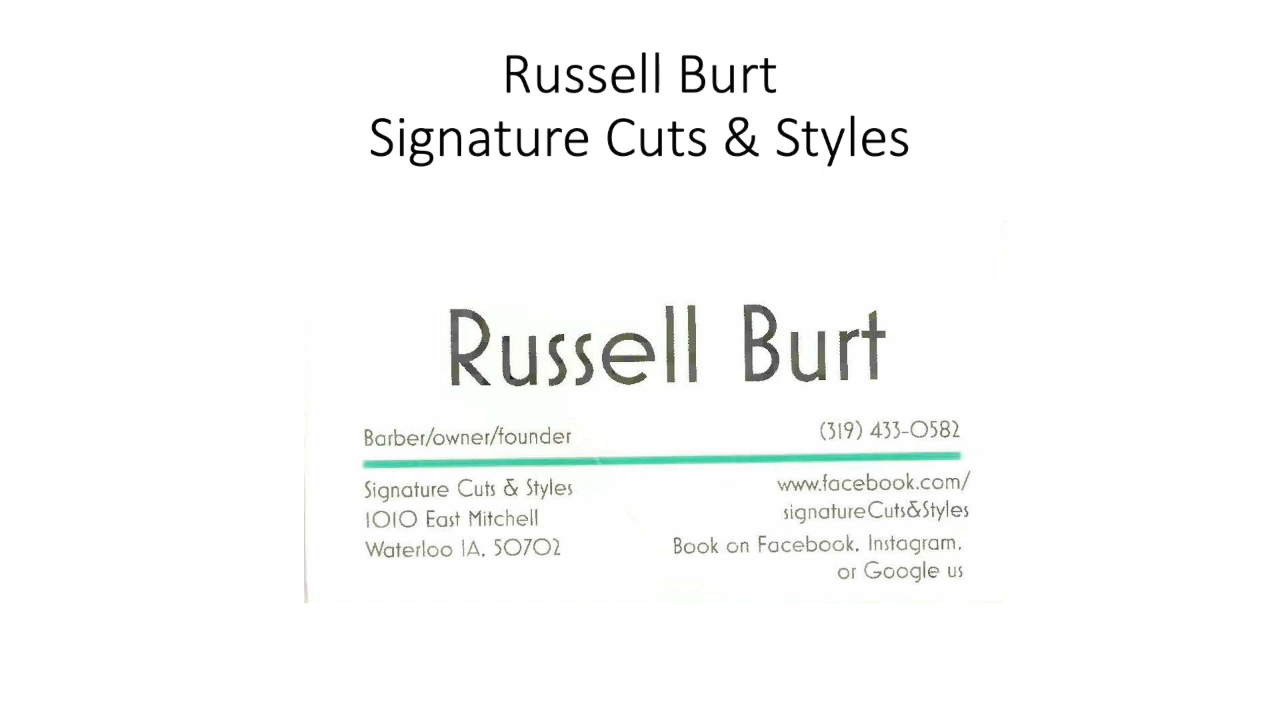 Russell Burt
Signature Cuts & Styles
Russell Burt
Barber/owner/founder
(319) 433-0582
Signature Cuts & Styles
1010 East Mitchell
Waterloo IA, 50702
www.facebook.com/
signatureCuts&Styles
Book on Facebook, Instagram,
or Google us